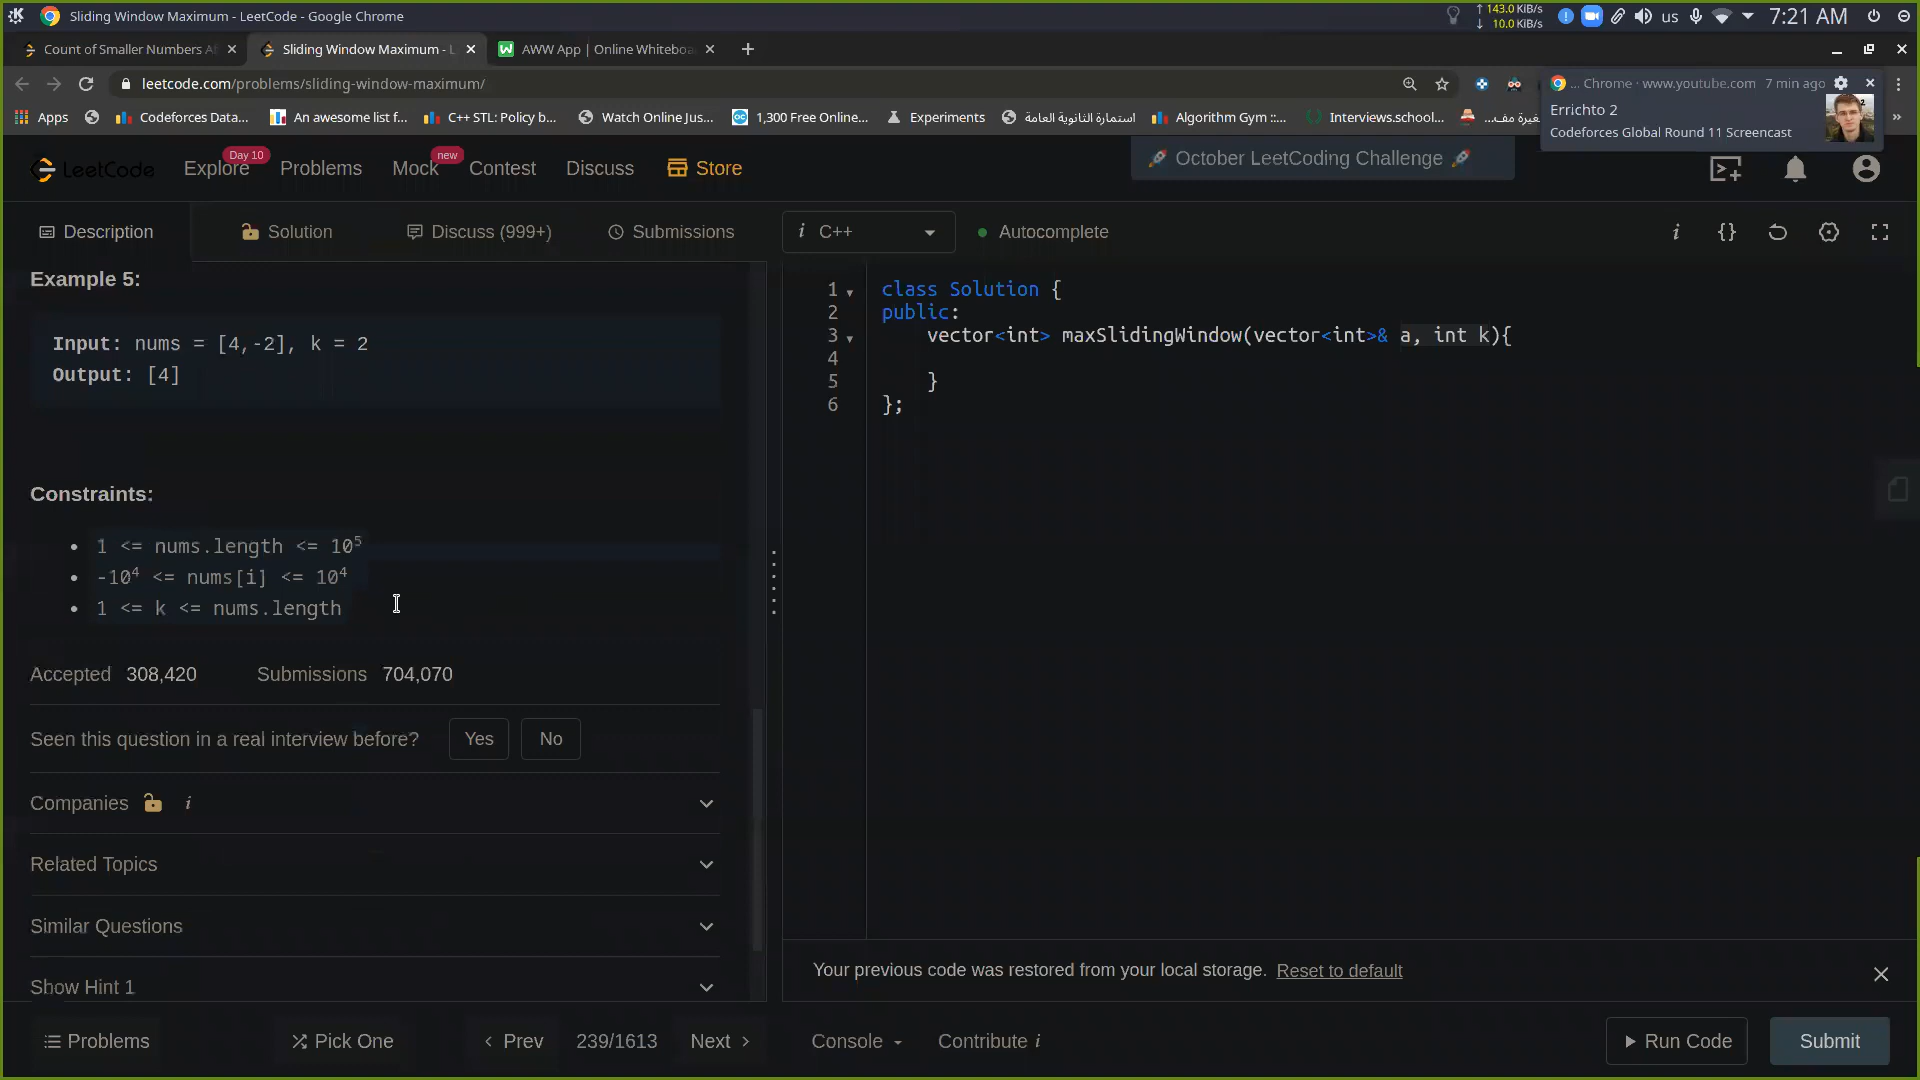 Sliding Window Maximum - LeetCode - Google Chrome
↑ 143.0 KiB/s
↓ 10.0 KiB/s
us
7:21 AM
Count of Smaller Numbers A
Sliding Window Maximum - L
AWW App | Online Whiteboa
leetcode.com/problems/sliding-window-maximum/
... Chrome · www.youtube.com 7 min ago
Errichto 2
Codeforces Global Round 11 Screencast
Apps
Codeforces Data...
An awesome list f...
C++ STL: Policy b...
Watch Online Jus...
1,300 Free Online...
Experiments
استمارة الثانوية العامة
Algorithm Gym ::...
Interviews.school...
...غيرة مف
»
LeetCode
Explore
Day 10
Problems
Mock
new
Contest
Discuss
Store
🚀 October LeetCoding Challenge 🚀
Description
Solution
Discuss (999+)
Submissions
i C++
Autocomplete
i {}
Example 5:
Input: nums = [4,-2], k = 2
Output: [4]
Constraints:
• 1 <= nums.length <= 10⁵
• -10⁴ <= nums[i] <= 10⁴
• 1 <= k <= nums.length
Accepted 308,420 Submissions 704,070
Seen this question in a real interview before? Yes No
Companies i
Related Topics
Similar Questions
Show Hint 1
1 class Solution {
2 public:
3 vector<int> maxSlidingWindow(vector<int>& a, int k){
4
5 }
6 };
Your previous code was restored from your local storage. Reset to default
Problems
Pick One
‹ Prev
239/1613
Next ›
Console
Contribute i
Run Code
Submit